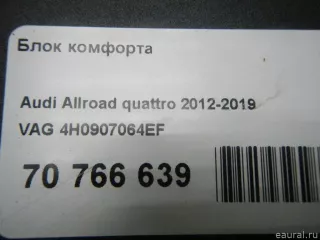 Блок комфорта
Audi Allroad quattro 2012-2019
VAG 4H0907064EF
70 766 639
eaural.ru